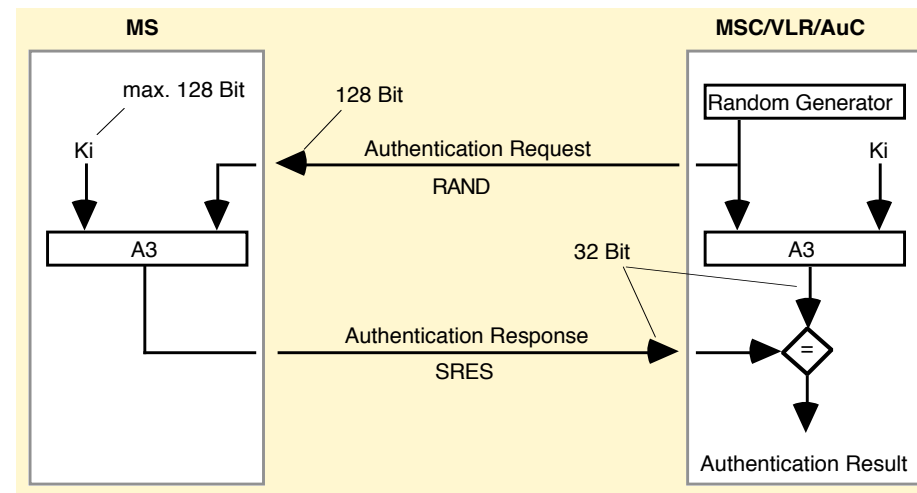 MS
MSC/VLR/AuC
max. 128 Bit
128 Bit
Random Generator
Ki
Authentication Request
Ki
RAND
A3
32 Bit
A3
Authentication Response
=
SRES
Authentication Result